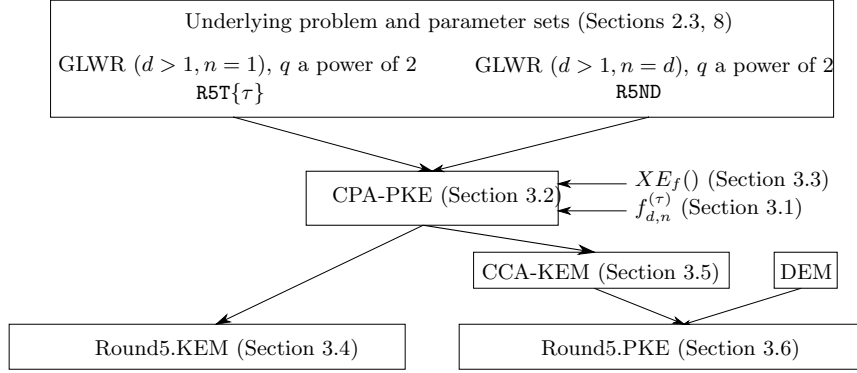 Underlying problem and parameter sets (Sections 2.3, 8)
GLWR (d > 1, n = 1), q a power of 2
GLWR (d > 1, n = d), q a power of 2
R5T{τ}
R5ND
CPA-PKE (Section 3.2)
XE_f() (Section 3.3)
f_{d,n}^{(τ)} (Section 3.1)
CCA-KEM (Section 3.5)
DEM
Round5.KEM (Section 3.4)
Round5.PKE (Section 3.6)